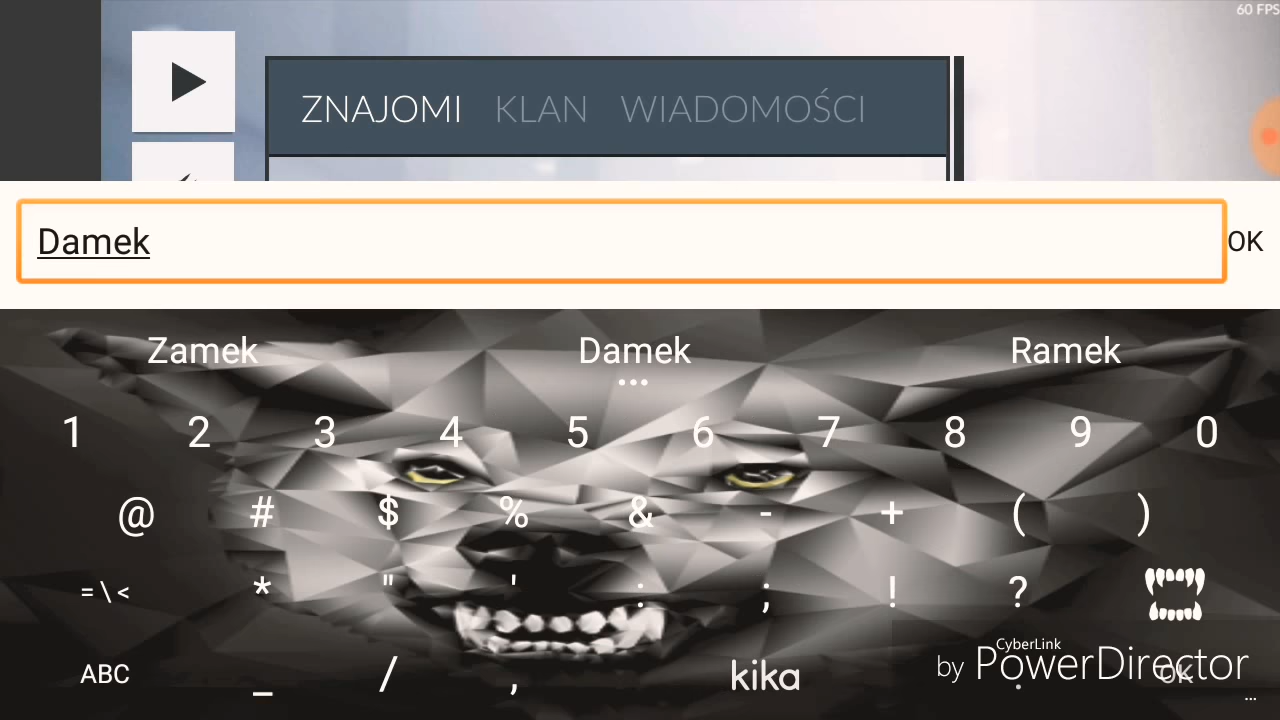 60 FPS
ZNAJOMI KLAN WIADOMOŚCI
Damek
OK
Zamek Damek Ramek
...
1 2 3 4 5 6 7 8 9 0
@ # $ % & - + ( )
= \ < * " ' : ; ! ?
ABC _ / , kika . OK
CyberLink
by PowerDirector
...